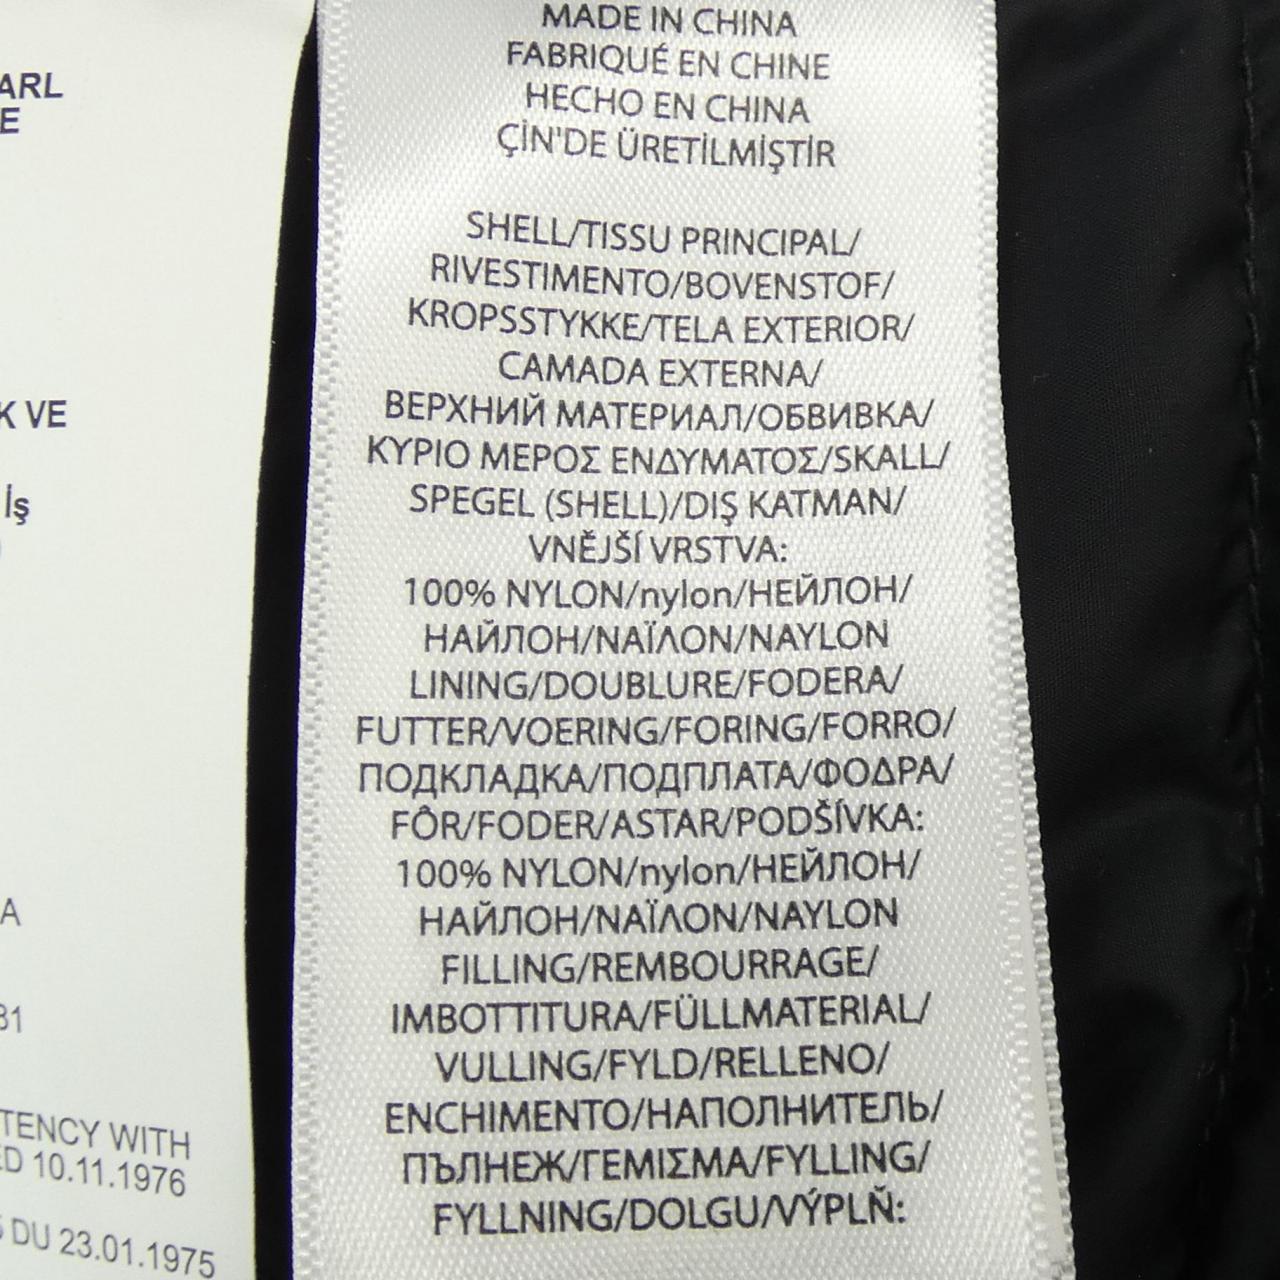 MADE IN CHINA
FABRIQUÉ EN CHINE
HECHO EN CHINA
ÇİN'DE ÜRETİLMİŞTİR
SHELL/TISSU PRINCIPAL/
RIVESTIMENTO/BOVENSTOF/
KROPSSTYKKE/TELA EXTERIOR/
CAMADA EXTERNA/
ВЕРХНИЙ МАТЕРИАЛ/ОБВИВКА/
ΚΥΡΙΟ ΜΕΡΟΣ ΕΝΔΥΜΑΤΟΣ/SKALL/
SPEGEL (SHELL)/DIŞ KATMAN/
VNĚJŠÍ VRSTVA:
100% NYLON/nylon/НЕЙЛОН/
НАЙЛОН/ΝΑΪΛΟΝ/NAYLON
LINING/DOUBLURE/FODERA/
FUTTER/VOERING/FORING/FORRO/
ПОДКЛАДКА/ПОДПЛАТА/ΦΟΔΡΑ/
FÔR/FODER/ASTAR/PODŠÍVKA:
100% NYLON/nylon/НЕЙЛОН/
НАЙЛОН/ΝΑΪΛΟΝ/NAYLON
FILLING/REMBOURRAGE/
IMBOTTITURA/FÜLLMATERIAL/
VULLING/FYLD/RELLENO/
ENCHIMENTO/НАПОЛНИТЕЛЬ/
ПЪЛНЕЖ/ΓΕΜΙΣΜΑ/FYLLING/
FYLLNING/DOLGU/VÝPLŇ:
ARL
E
K VE
İş
A
31
TENCY WITH
ED 10.11.1976
DU 23.01.1975